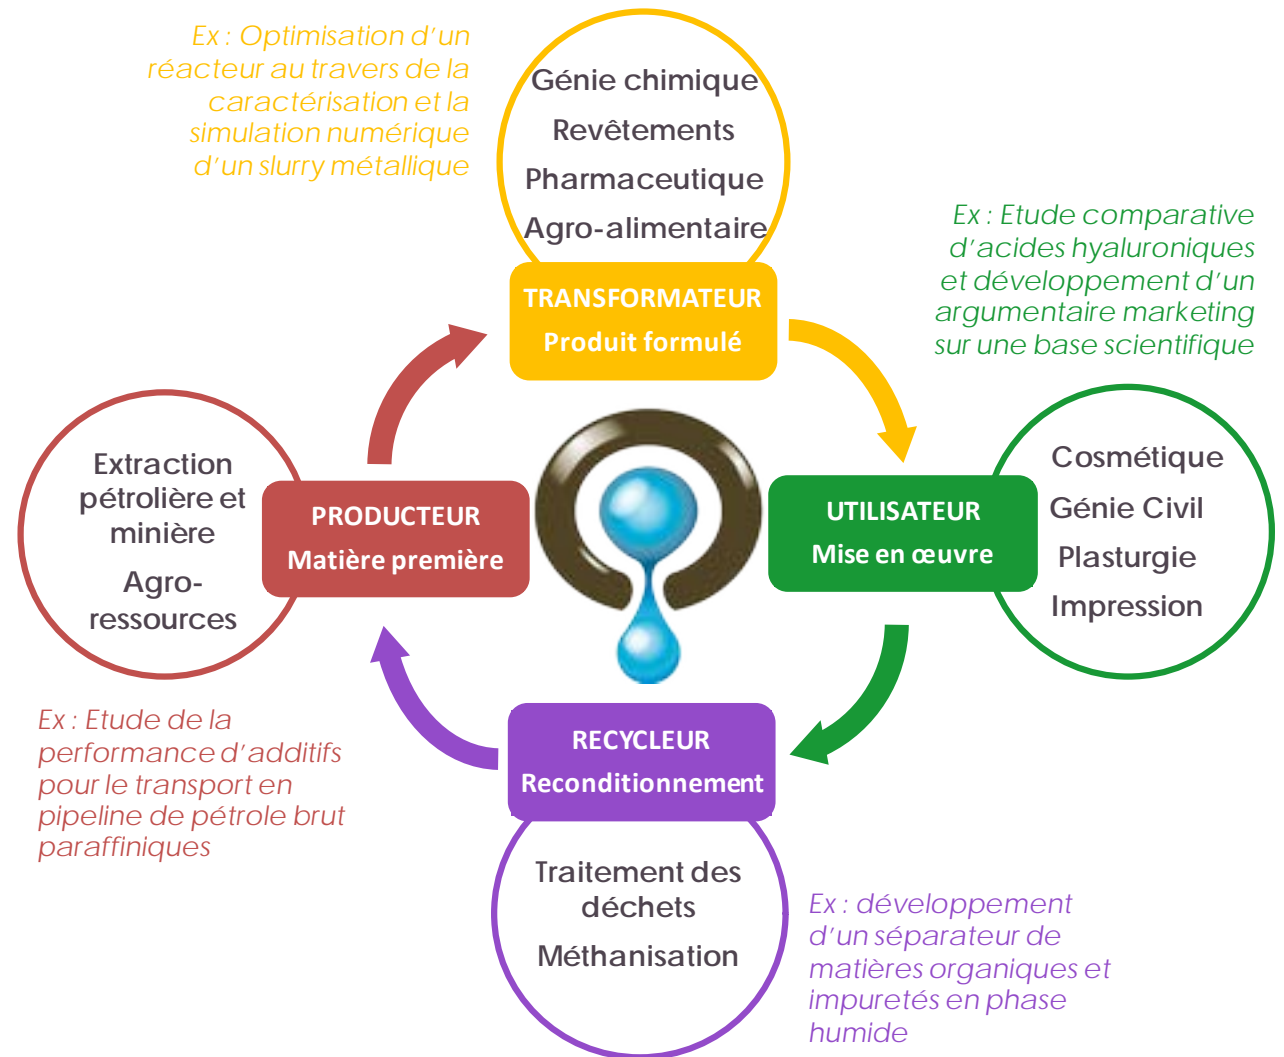 Ex : Optimisation d’un
réacteur au travers de la
caractérisation et la
simulation numérique
d’un slurry métallique
Génie chimique
Revêtements
Pharmaceutique
Agro-alimentaire
TRANSFORMATEUR
Produit formulé
Ex : Etude comparative
d’acides hyaluroniques
et développement d’un
argumentaire marketing
sur une base scientifique
Extraction
pétrolière et
minière
Agro-
ressources
PRODUCTEUR
Matière première
UTILISATEUR
Mise en œuvre
Cosmétique
Génie Civil
Plasturgie
Impression
Ex : Etude de la
performance d’additifs
pour le transport en
pipeline de pétrole brut
paraffiniques
RECYCLEUR
Reconditionnement
Traitement des
déchets
Méthanisation
Ex : développement
d’un séparateur de
matières organiques et
impuretés en phase
humide